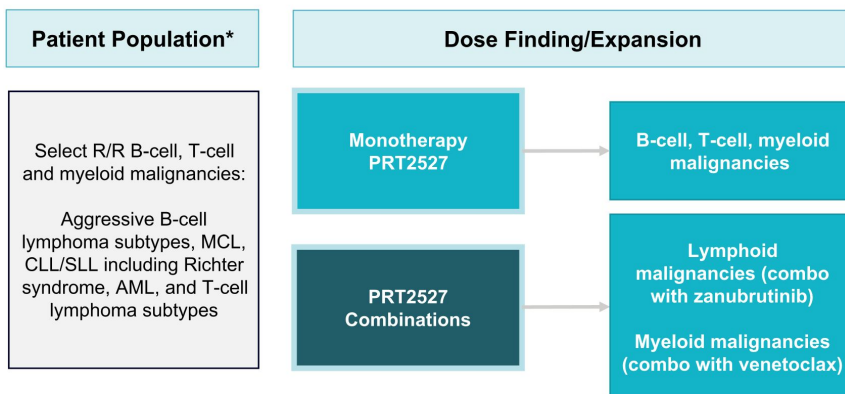 Patient Population*
Dose Finding/Expansion
Select R/R B-cell, T-cell
and myeloid malignancies:
Aggressive B-cell
lymphoma subtypes, MCL,
CLL/SLL including Richter
syndrome, AML, and T-cell
lymphoma subtypes
Monotherapy
PRT2527
B-cell, T-cell, myeloid
malignancies
PRT2527
Combinations
Lymphoid
malignancies (combo
with zanubrutinib)
Myeloid malignancies
(combo with venetoclax)